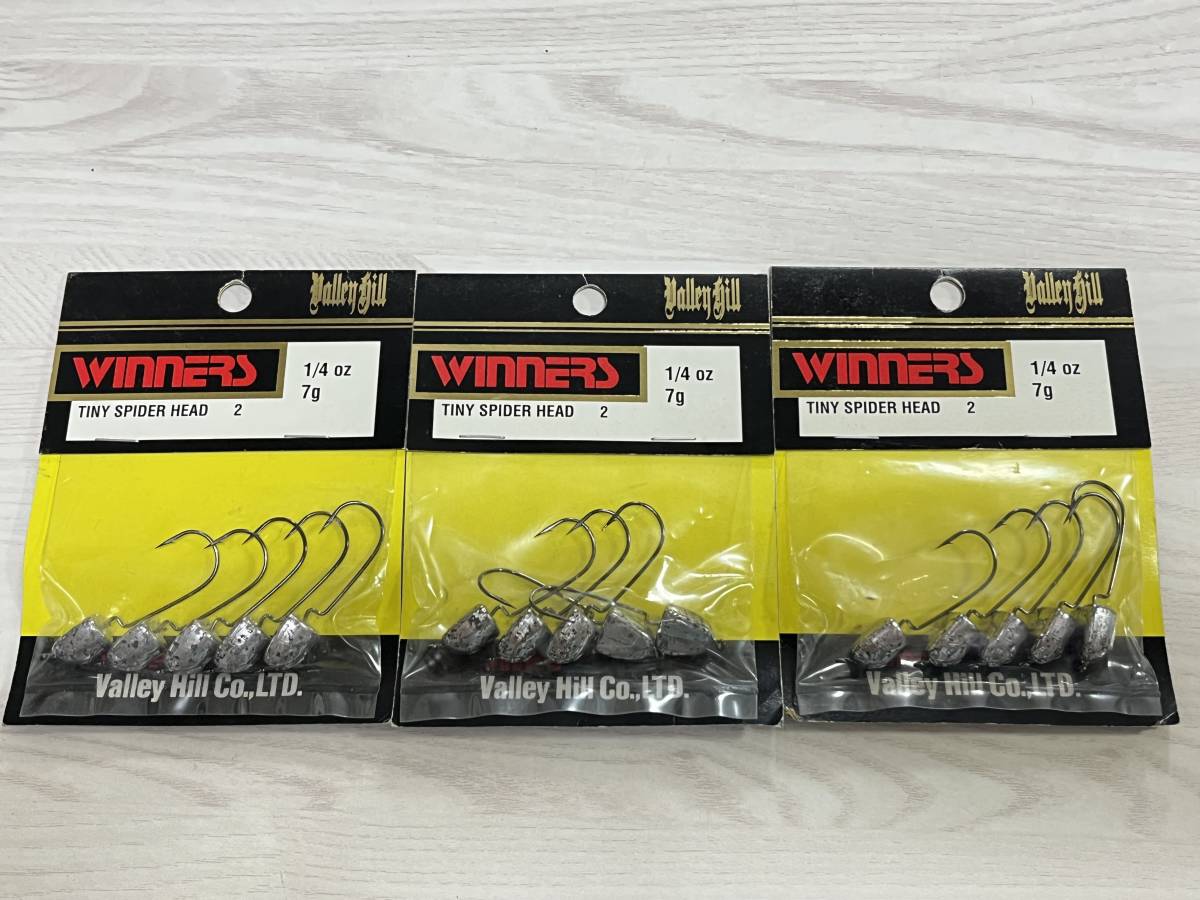 Valley Hill
WINNERS
1/4 oz
7g
TINY SPIDER HEAD 2
Valley Hill Co.,LTD.
Valley Hill
WINNERS
1/4 oz
7g
TINY SPIDER HEAD 2
Valley Hill Co.,LTD.
Valley Hill
WINNERS
1/4 oz
7g
TINY SPIDER HEAD 2
Valley Hill Co.,LTD.